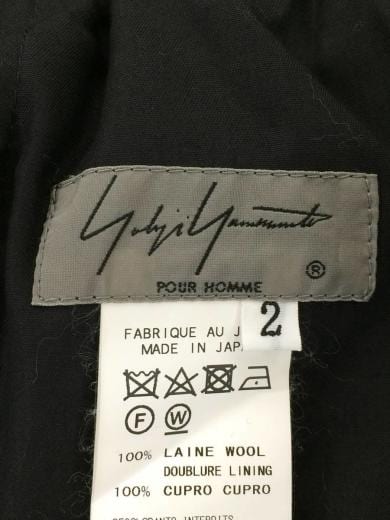 Yohji Yamamoto
®
POUR HOMME
2
FABRIQUE AU J
MADE IN JAPA
F W
100% LAINE WOOL
DOUBLURE LINING
100% CUPRO CUPRO